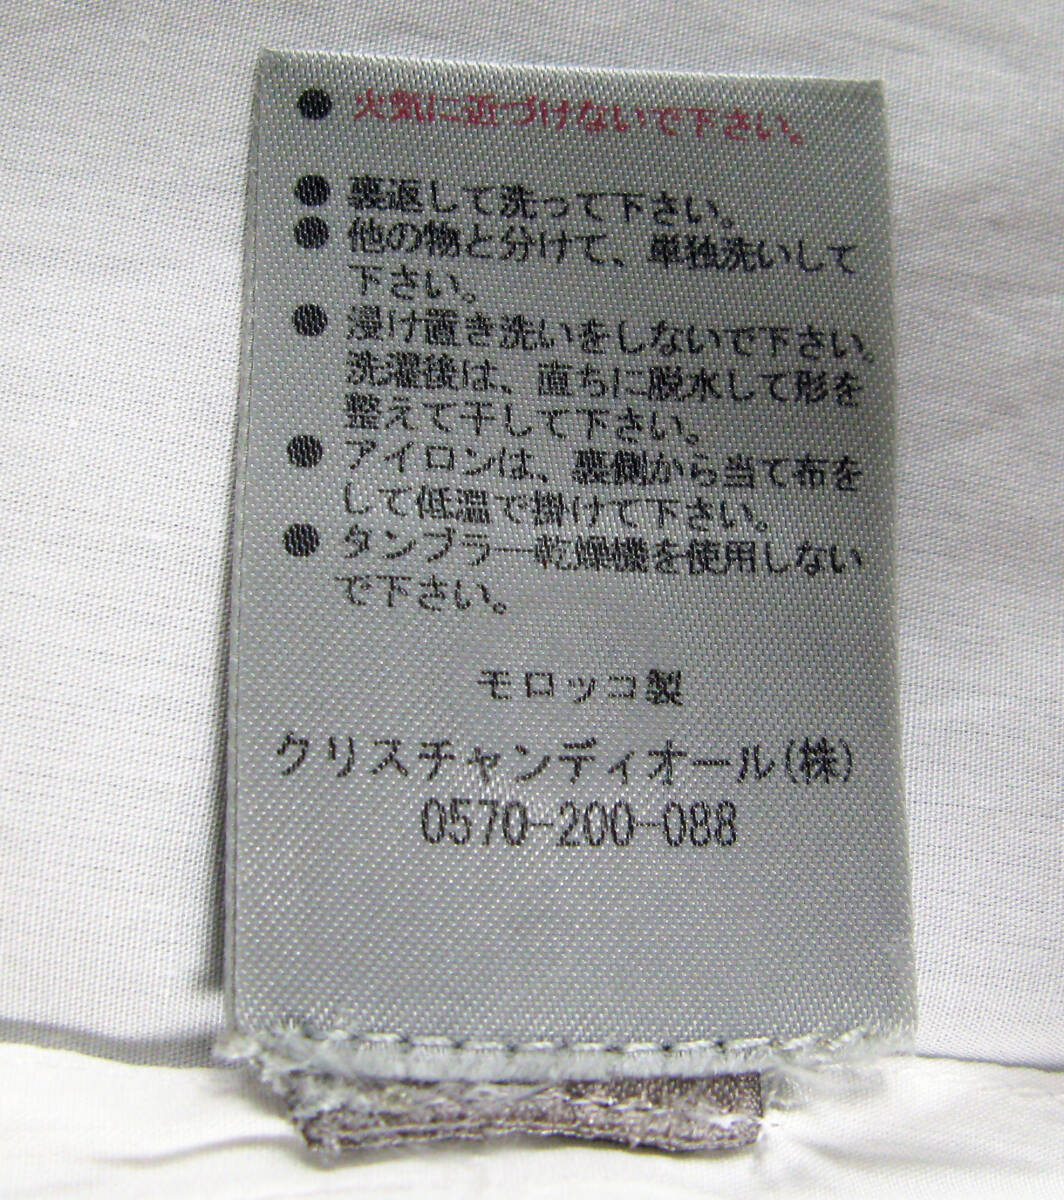 ●火気に近づけないで下さい。
●裏返して洗って下さい。
●他の物と分けて、単独洗いして
下さい。
●浸け置き洗いをしないで下さい。
洗濯後は、直ちに脱水して形を
整えて干して下さい。
●アイロンは、裏側から当て布を
して低温で掛けて下さい。
●タンブラー乾燥機を使用しない
で下さい。
モロッコ製
クリスチャンディオール(株)
0570-200-088